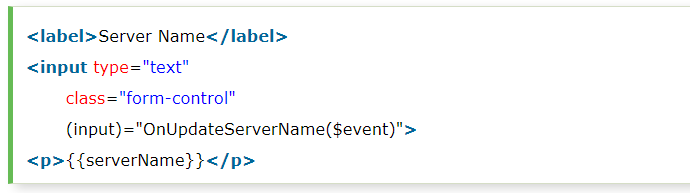 <label>Server Name</label>
<input type="text"
class="form-control"
(input)="OnUpdateServerName($event)">
<p>{{serverName}}</p>